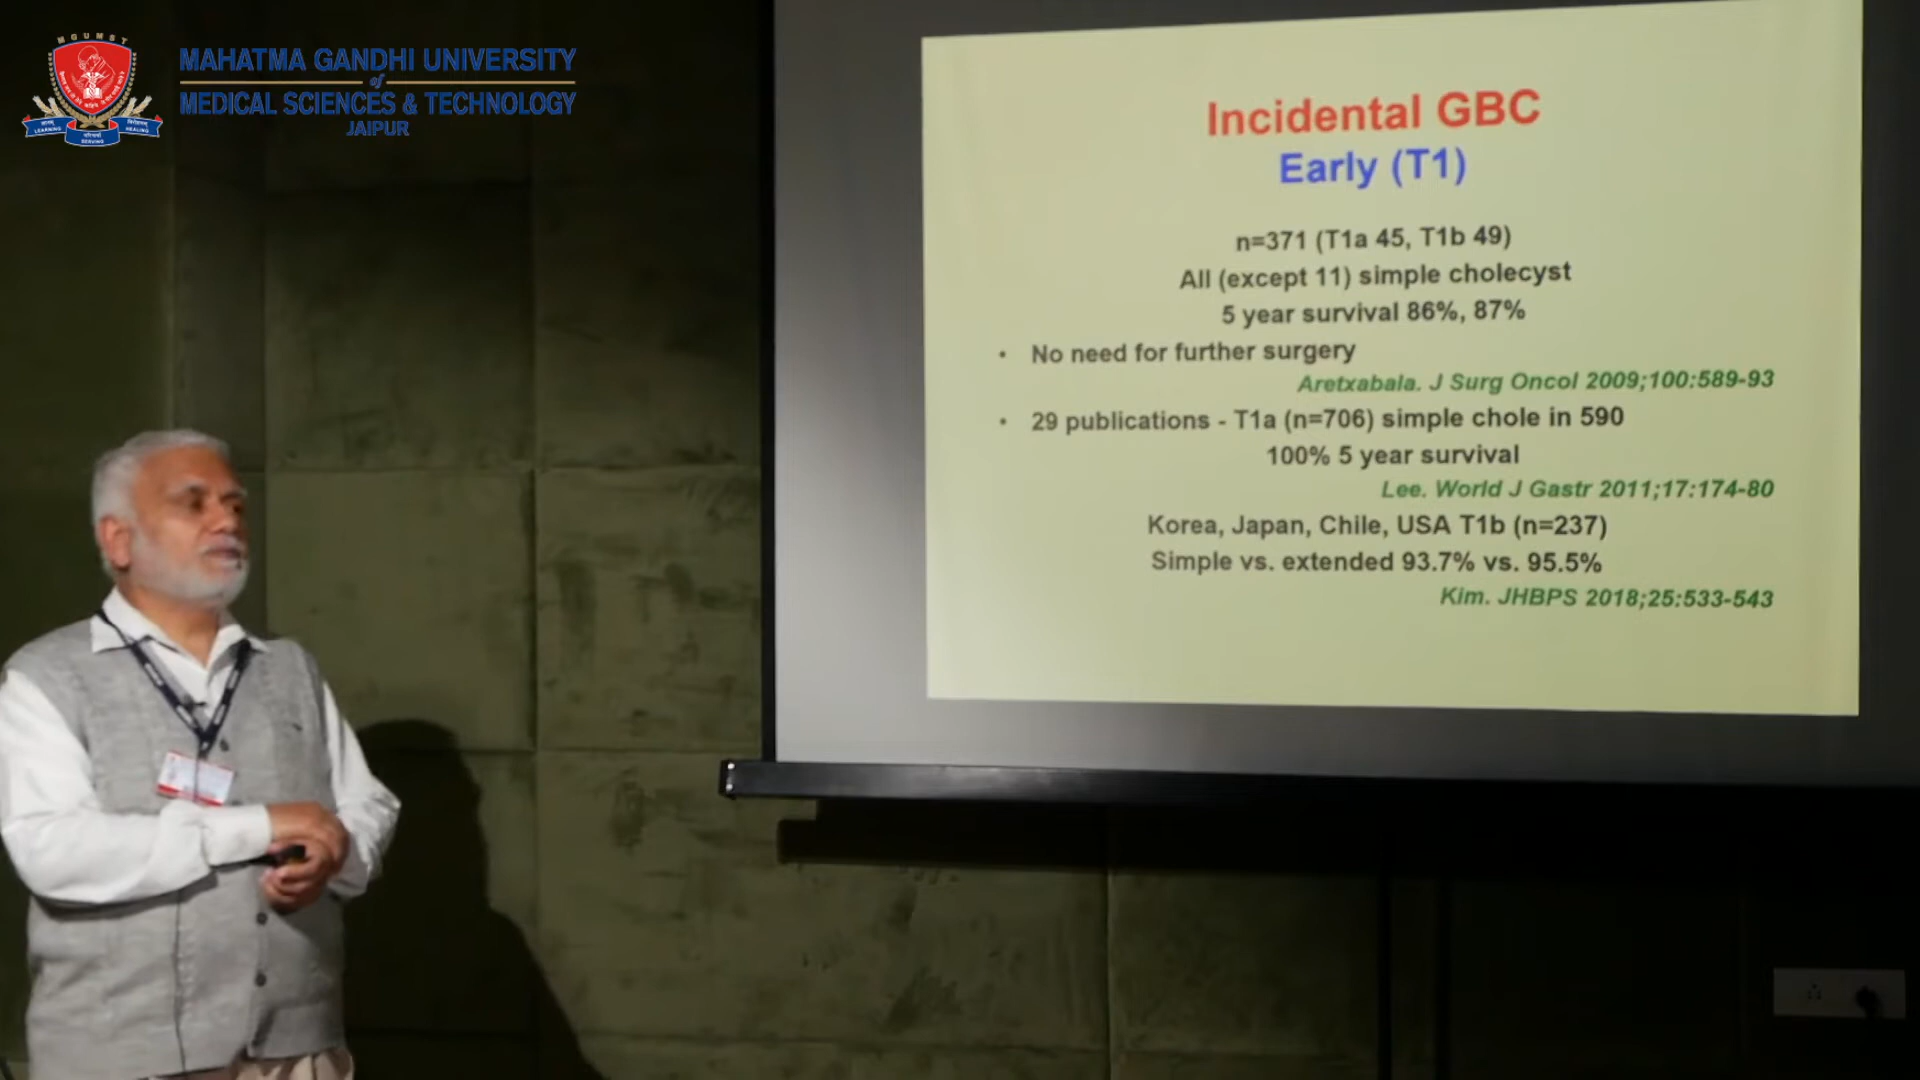 MGUMST
LEARNING
HEALING
SERVING
MAHATMA GANDHI UNIVERSITY
of
MEDICAL SCIENCES & TECHNOLOGY
JAIPUR
Incidental GBC
Early (T1)
n=371 (T1a 45, T1b 49)
All (except 11) simple cholecyst
5 year survival 86%, 87%
• No need for further surgery
Aretxabala. J Surg Oncol 2009;100:589-93
• 29 publications - T1a (n=706) simple chole in 590
100% 5 year survival
Lee. World J Gastr 2011;17:174-80
Korea, Japan, Chile, USA T1b (n=237)
Simple vs. extended 93.7% vs. 95.5%
Kim. JHBPS 2018;25:533-543